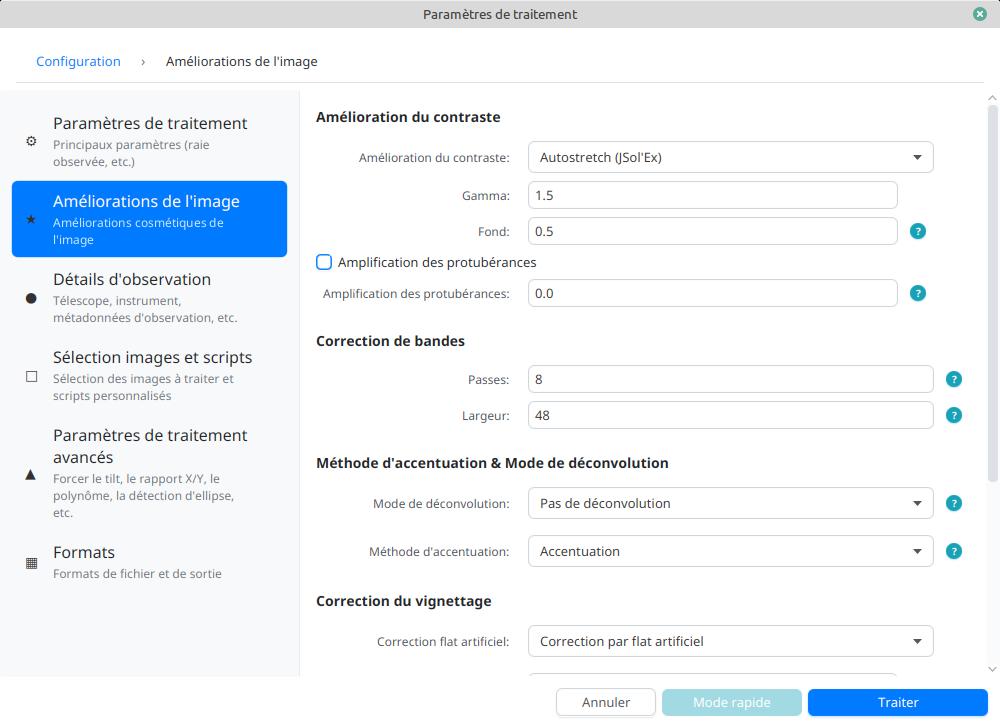 Paramètres de traitement
Configuration › Améliorations de l'image
Paramètres de traitement
Principaux paramètres (raie
observée, etc.)
Améliorations de l'image
Améliorations cosmétiques de
l'image
Détails d'observation
Télescope, instrument,
métadonnées d'observation, etc.
Sélection images et scripts
Sélection des images à traiter et
scripts personnalisés
Paramètres de traitement
avancés
Forcer le tilt, le rapport X/Y, le
polynôme, la détection d'ellipse,
etc.
Formats
Formats de fichier et de sortie
Amélioration du contraste
Amélioration du contraste: Autostretch (JSol'Ex)
Gamma: 1.5
Fond: 0.5 ?
Amplification des protubérances
Amplification des protubérances: 0.0 ?
Correction de bandes
Passes: 8 ?
Largeur: 48 ?
Méthode d'accentuation & Mode de déconvolution
Mode de déconvolution: Pas de déconvolution ?
Méthode d'accentuation: Accentuation ?
Correction du vignettage
Correction flat artificiel: Correction par flat artificiel
Annuler Mode rapide Traiter